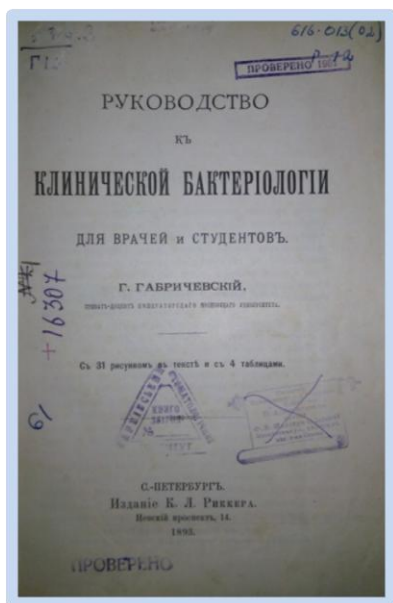 616-013(02)
ПРОВЕРЕНО
РУКОВОДСТВО
КЪ
КЛИНИЧЕСКОЙ БАКТЕРІОЛОГІИ
ДЛЯ ВРАЧЕЙ и СТУДЕНТОВЪ.
Г. ГАБРИЧЕВСКІЙ,
ПРИВАТЪ-ДОЦЕНТЪ ИМПЕРАТОРСКАГО МОСКОВСКАГО УНИВЕРСИТЕТА.
16307
Съ 31 рисункомъ въ текстѣ и съ 4 таблицами.
С.-ПЕТЕРБУРГЪ.
Изданіе К. Л. Риккера.
Невскій проспектъ, 14.
1893.
ПРОВЕРЕНО